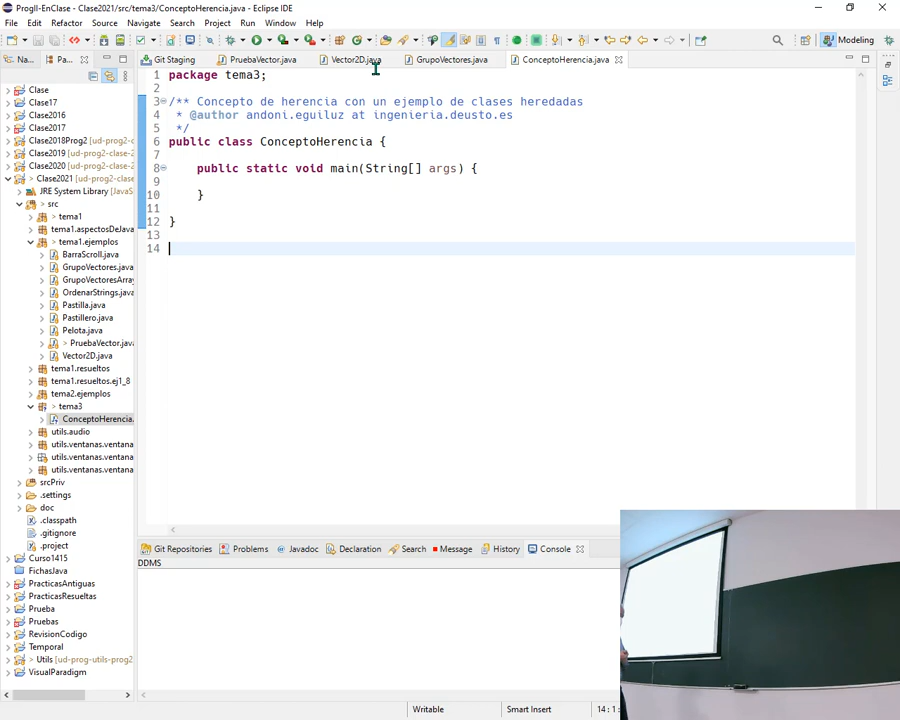 ProgII-EnClase - Clase2021/src/tema3/ConceptoHerencia.java - Eclipse IDE
File Edit Refactor Source Navigate Search Project Run Window Help
Modeling
Na... Pa...
Git Staging PruebaVector.java Vector2D.java GrupoVectores.java ConceptoHerencia.java
Clase
Clase17
Clase2016
Clase2017
Clase2018Prog2 [ud-prog2-c
Clase2019 [ud-prog2-clase-
Clase2020 [ud-prog2-clase-
Clase2021 [ud-prog2-clase-
JRE System Library [JavaS
src
tema1
tema1.aspectosDeJava
tema1.ejemplos
BarraScroll.java
GrupoVectores.java
GrupoVectoresArray
OrdenarStrings.java
Pastilla.java
Pastillero.java
Pelota.java
> PruebaVector.java
Vector2D.java
tema1.resueltos
tema1.resueltos.ej1_8
tema2.ejemplos
> tema3
ConceptoHerencia.
utils.audio
utils.ventanas.ventana
utils.ventanas.ventana
utils.ventanas.ventana
srcPriv
.settings
doc
.classpath
.gitignore
.project
Curso1415
FichasJava
PracticasAntiguas
PracticasResueltas
Prueba
Pruebas
RevisionCodigo
Temporal
> Utils [ud-prog-utils-prog2
VisualParadigm
1 package tema3;
2
3 /** Concepto de herencia con un ejemplo de clases heredadas
4 * @author andoni.eguiluz at ingenieria.deusto.es
5 */
6 public class ConceptoHerencia {
7
8 public static void main(String[] args) {
9
10 }
11
12 }
13
14
Git Repositories Problems Javadoc Declaration Search Message History Console
DDMS
Writable Smart Insert 14 : 1